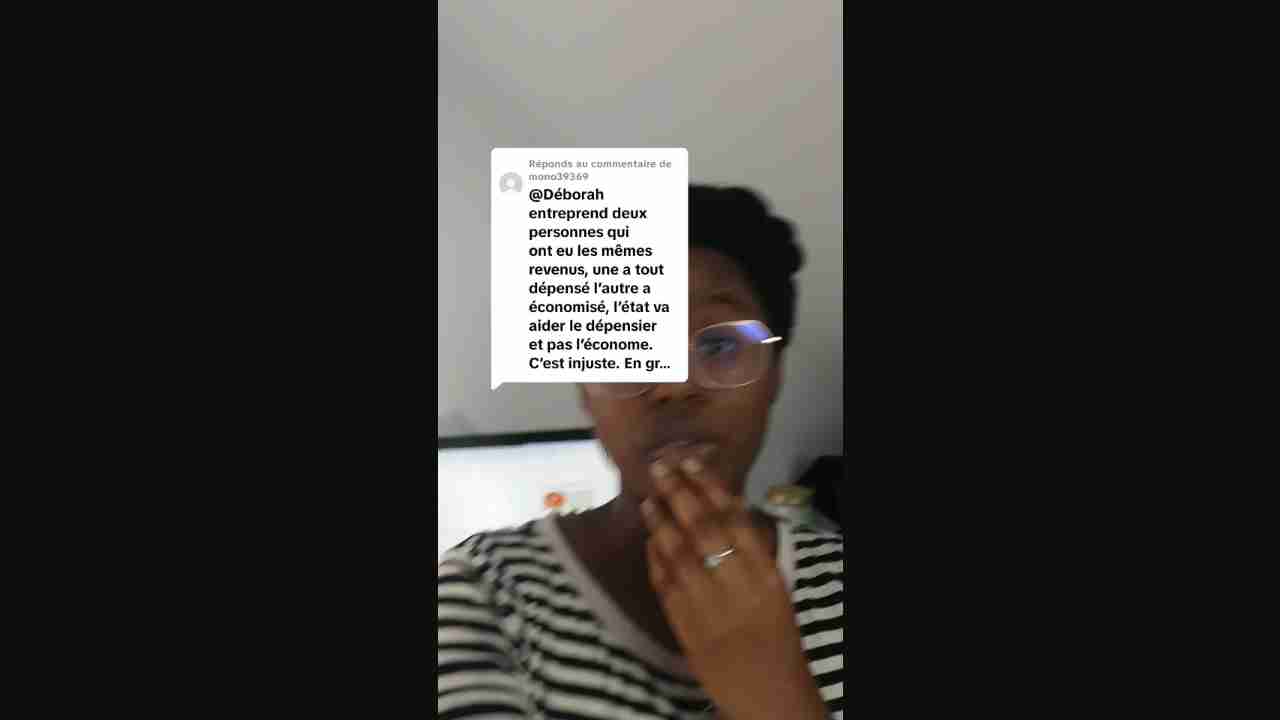 Réponds au commentaire de
mono39369
@Déborah
entreprend deux
personnes qui
ont eu les mêmes
revenus, une a tout
dépensé l'autre a
économisé, l'état va
aider le dépensier
et pas l'économe.
C'est injuste. En gr...